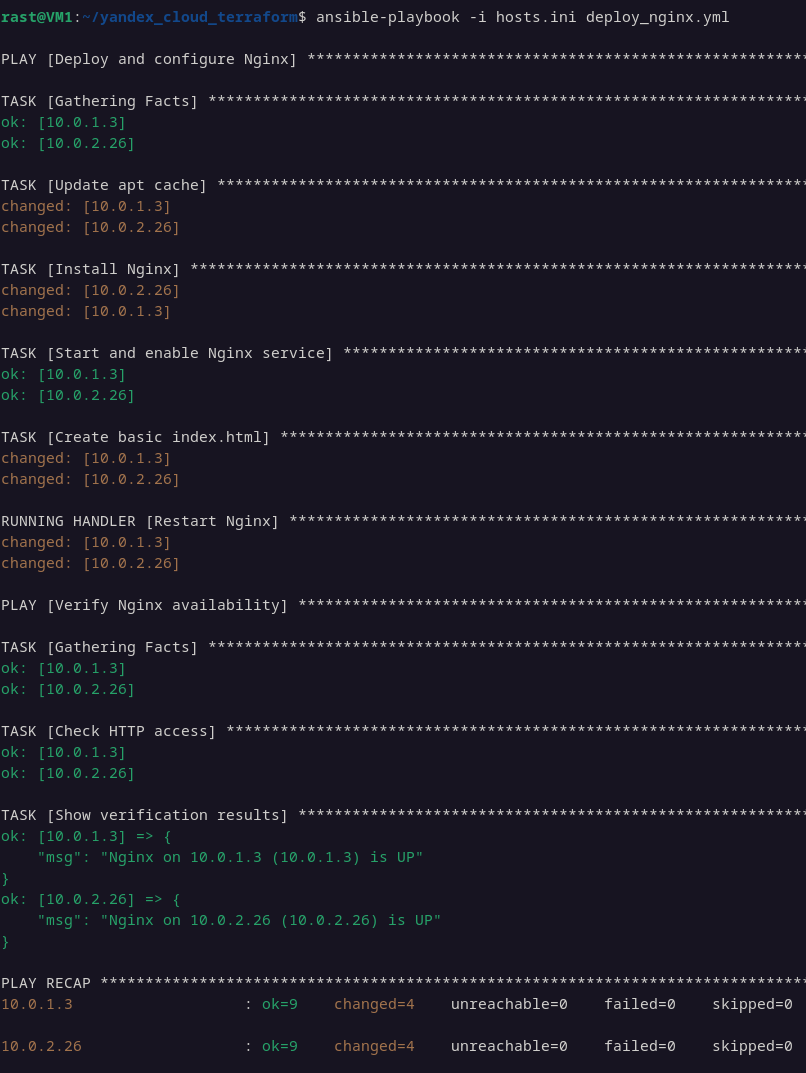 rast@VM1:~/yandex_cloud_terraform$ ansible-playbook -i hosts.ini deploy_nginx.yml
PLAY [Deploy and configure Nginx] *******************************************************
TASK [Gathering Facts] ******************************************************************
ok: [10.0.1.3]
ok: [10.0.2.26]
TASK [Update apt cache] *****************************************************************
changed: [10.0.1.3]
changed: [10.0.2.26]
TASK [Install Nginx] ********************************************************************
changed: [10.0.2.26]
changed: [10.0.1.3]
TASK [Start and enable Nginx service] ***************************************************
ok: [10.0.1.3]
ok: [10.0.2.26]
TASK [Create basic index.html] **********************************************************
changed: [10.0.1.3]
changed: [10.0.2.26]
RUNNING HANDLER [Restart Nginx] *********************************************************
changed: [10.0.1.3]
changed: [10.0.2.26]
PLAY [Verify Nginx availability] ********************************************************
TASK [Gathering Facts] ******************************************************************
ok: [10.0.1.3]
ok: [10.0.2.26]
TASK [Check HTTP access] ****************************************************************
ok: [10.0.1.3]
ok: [10.0.2.26]
TASK [Show verification results] ********************************************************
ok: [10.0.1.3] => {
    "msg": "Nginx on 10.0.1.3 (10.0.1.3) is UP"
}
ok: [10.0.2.26] => {
    "msg": "Nginx on 10.0.2.26 (10.0.2.26) is UP"
}
PLAY RECAP ******************************************************************************
10.0.1.3                   : ok=9    changed=4    unreachable=0    failed=0    skipped=0
10.0.2.26                  : ok=9    changed=4    unreachable=0    failed=0    skipped=0